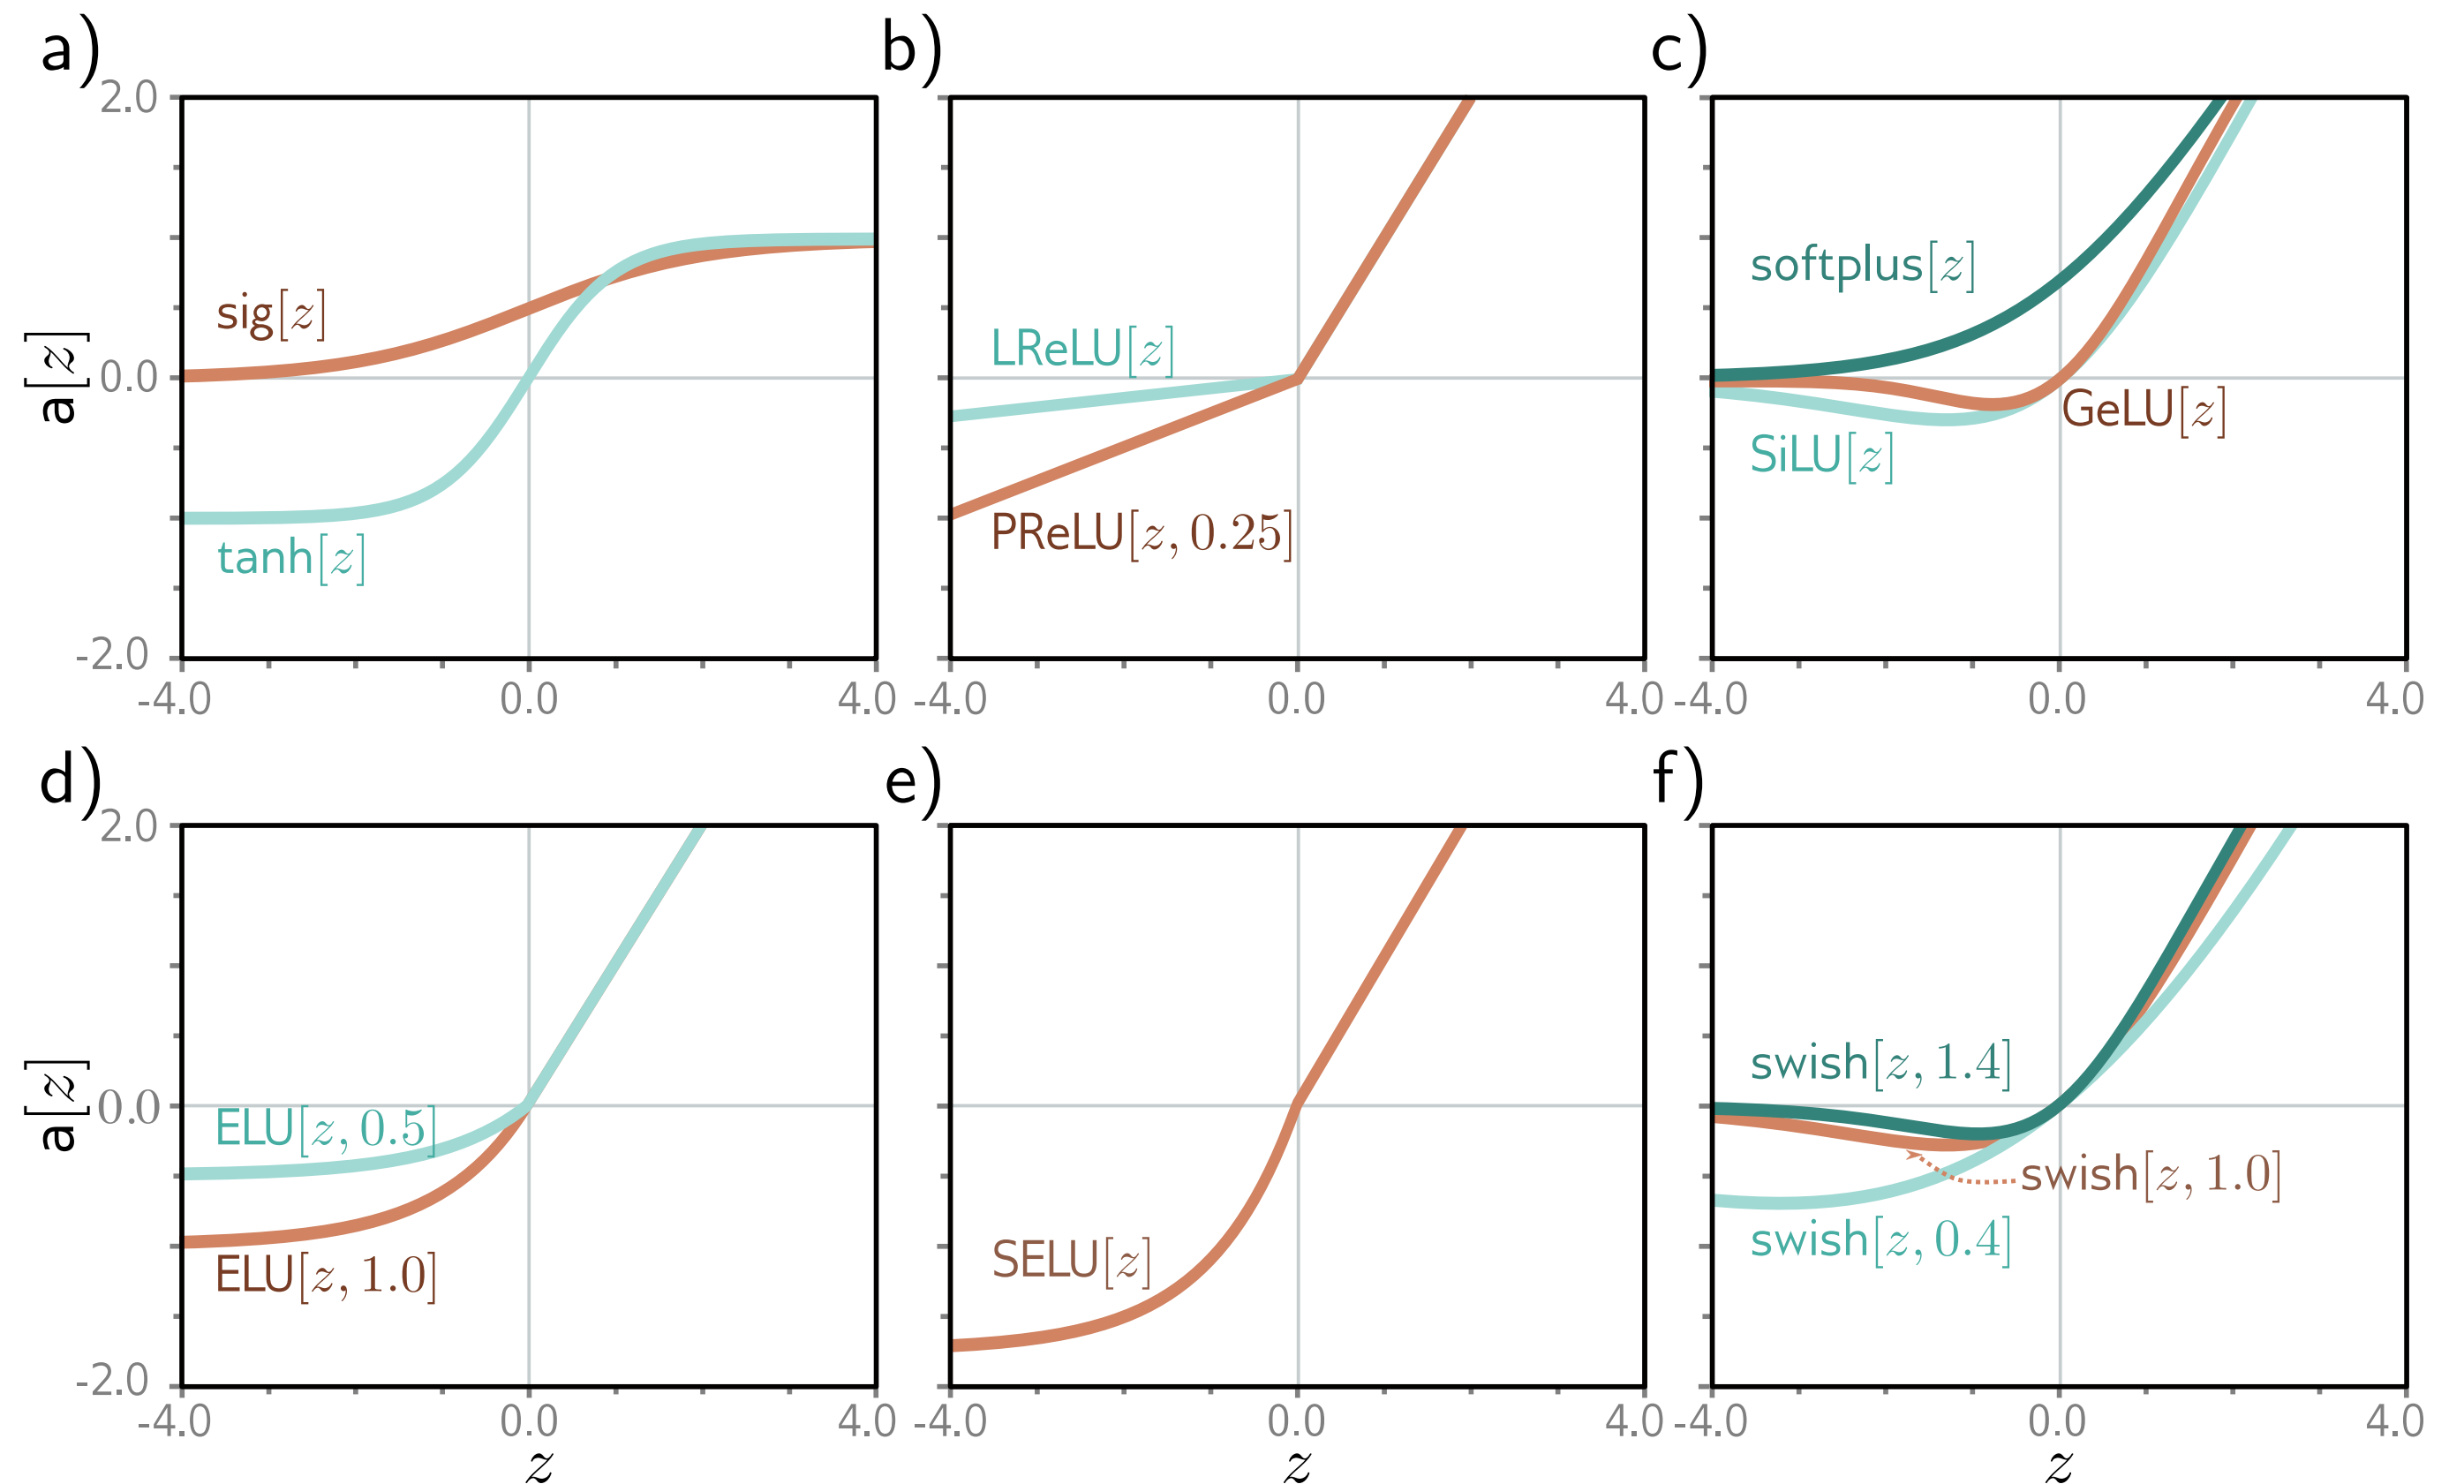 a)
b)
c)
2.0
sig[z]
a[z]
0.0
tanh[z]
-2.0
-4.0
0.0
4.0
LReLU[z]
PReLU[z, 0.25]
-4.0
0.0
4.0
softplus[z]
GeLU[z]
SiLU[z]
-4.0
0.0
4.0
d)
e)
f)
2.0
a[z]
0.0
ELU[z, 0.5]
ELU[z, 1.0]
-2.0
-4.0
0.0
4.0
z
SELU[z]
-4.0
0.0
4.0
z
swish[z, 1.4]
swish[z, 1.0]
swish[z, 0.4]
-4.0
0.0
4.0
z